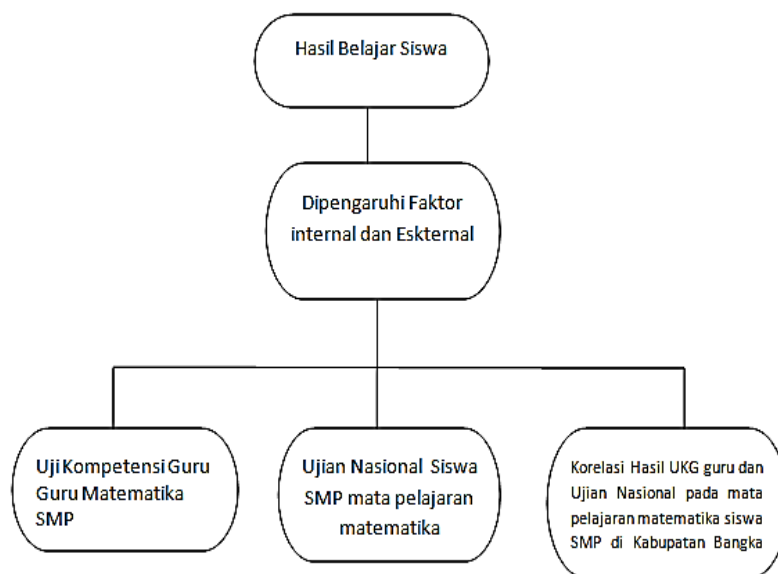 Hasil Belajar Siswa
Dipengaruhi Faktor
internal dan Eskternal
Uji Kompetensi Guru
Guru Matematika
SMP
Ujian Nasional Siswa
SMP mata pelajaran
matematika
Korelasi Hasil UKG guru dan
Ujian Nasional pada mata
pelajaran matematika siswa
SMP di Kabupatan Bangka